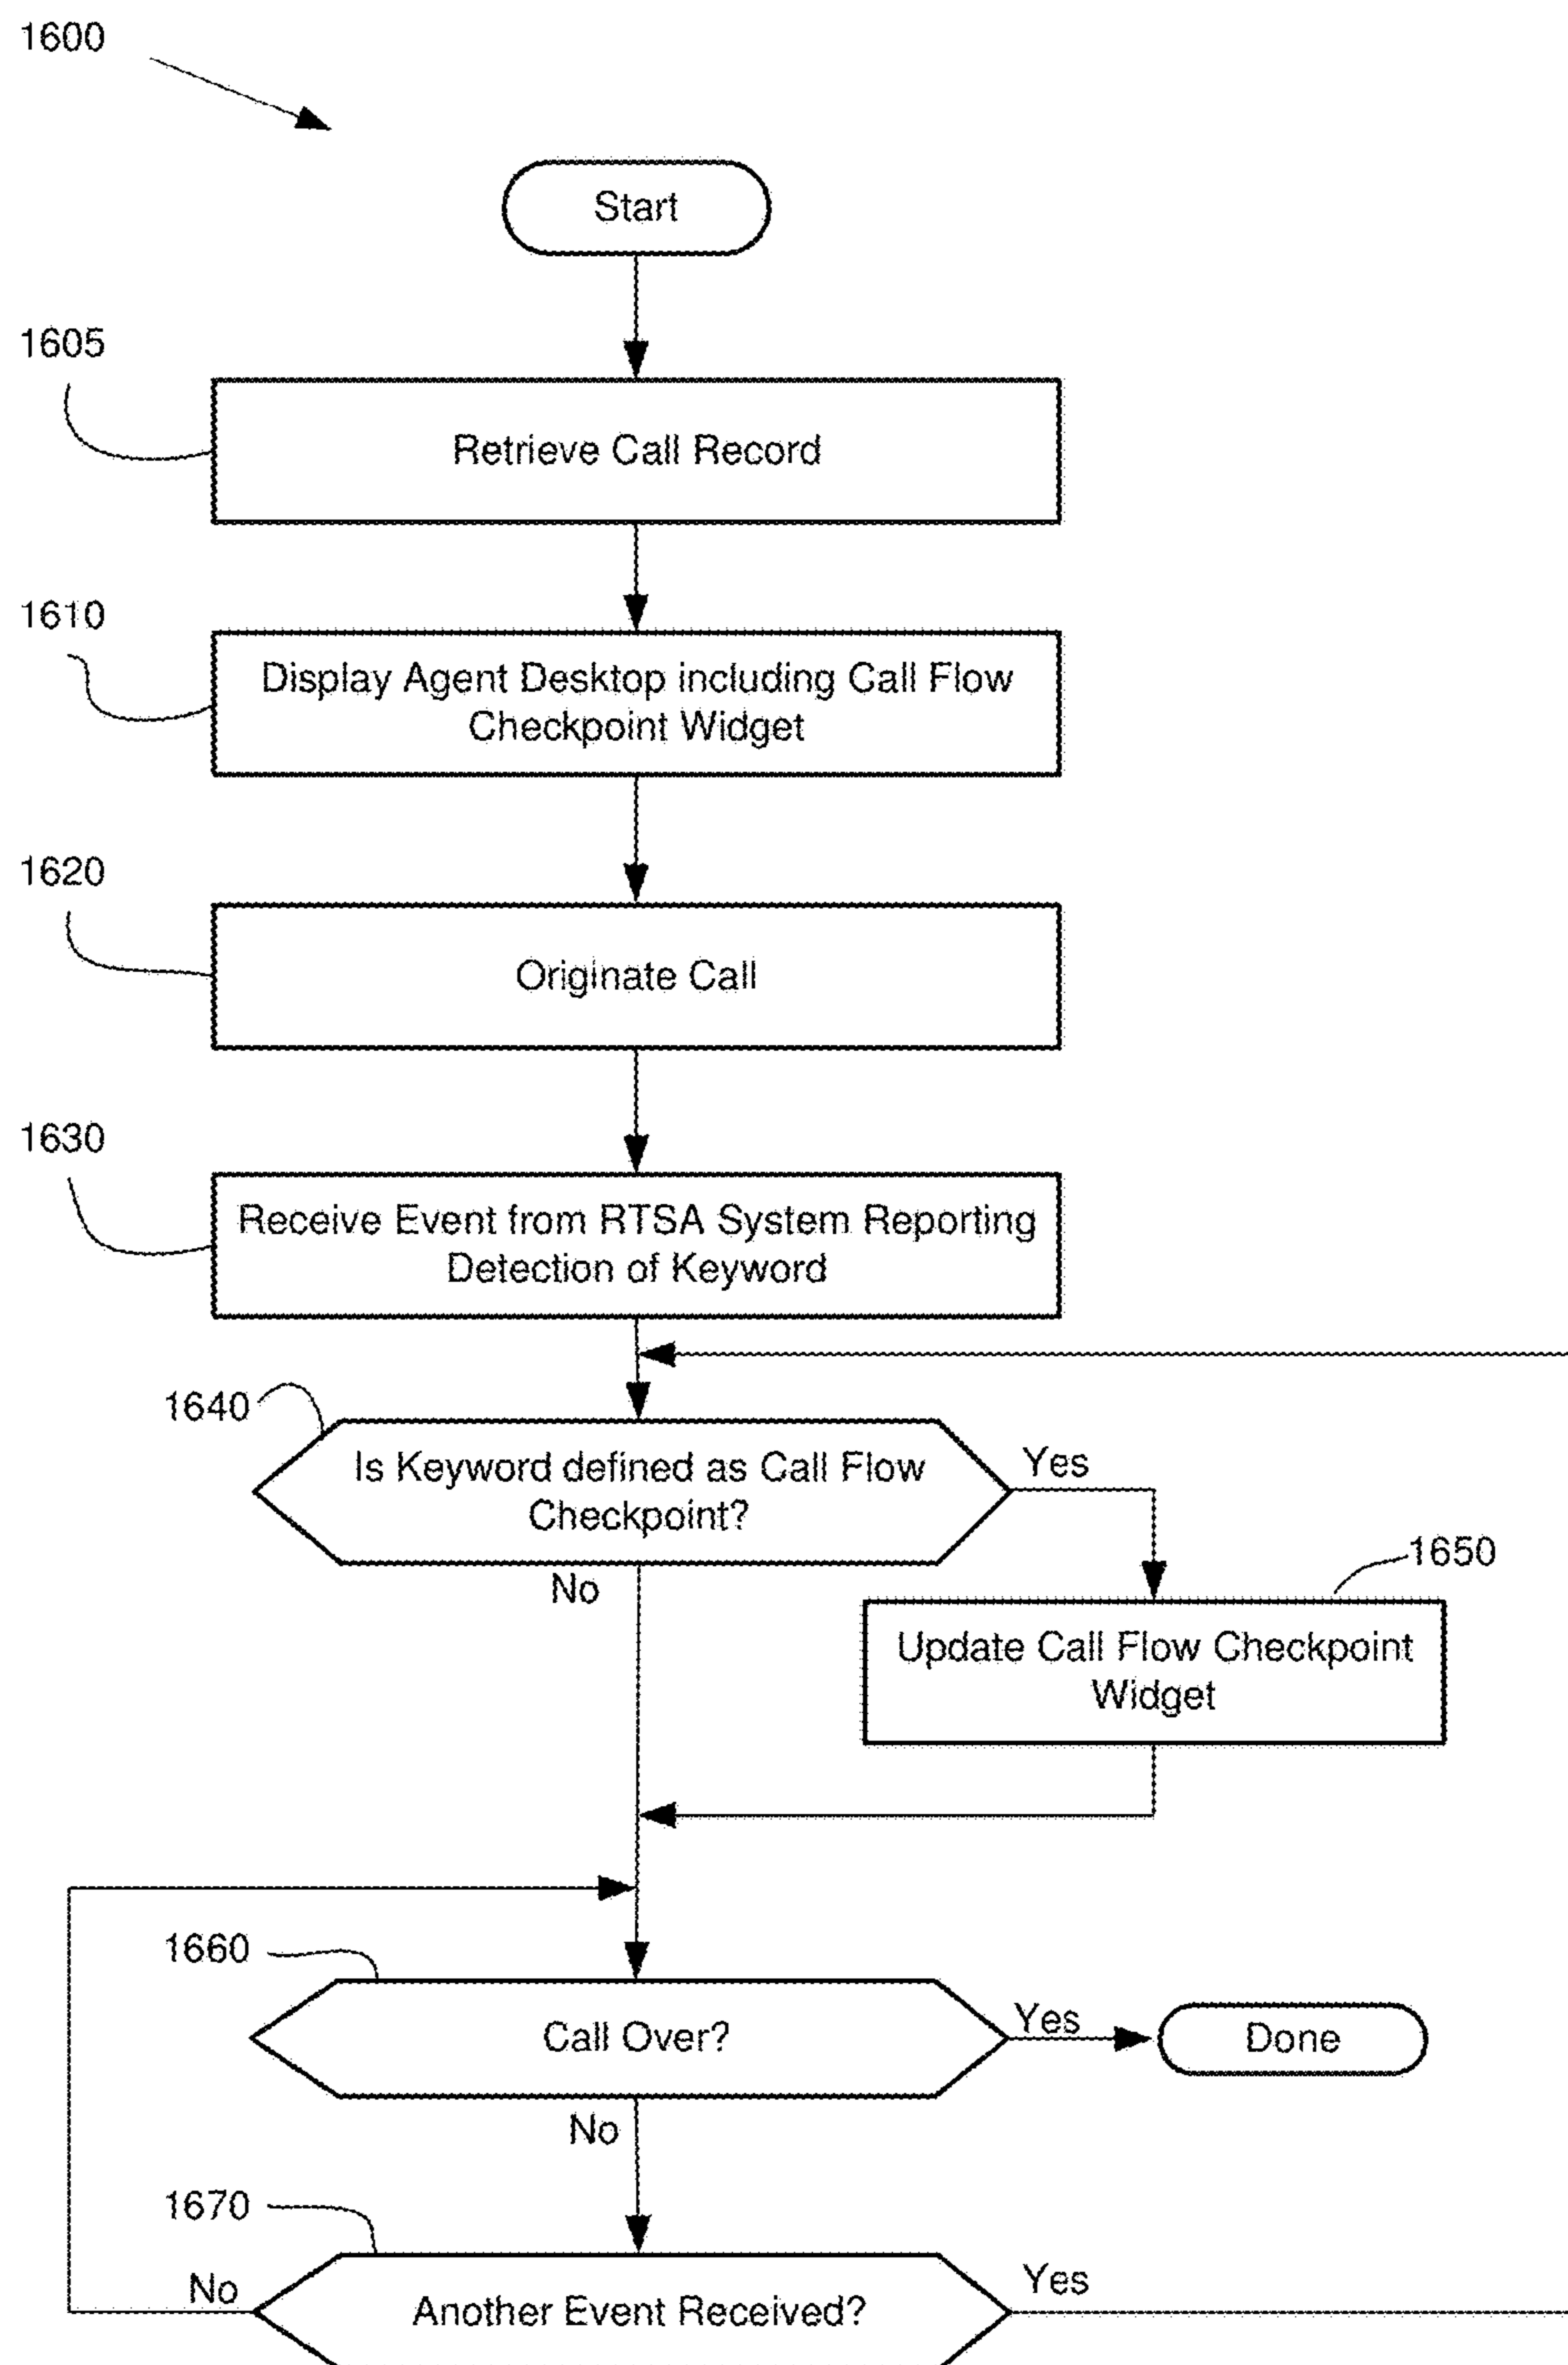 1600
Start
1605
Retrieve Call Record
1610
Display Agent Desktop including Call Flow
Checkpoint Widget
1620
Originate Call
1630
Receive Event from RTSA System Reporting
Detection of Keyword
1640
Is Keyword defined as Call Flow
Checkpoint?
Yes
No
1650
Update Call Flow Checkpoint
Widget
1660
Call Over?
Yes
Done
No
1670
No
Another Event Received?
Yes